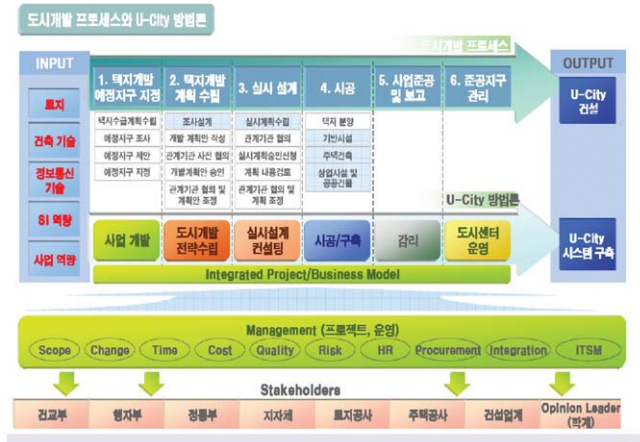 도시개발 프로세스와 U-City 방법론
도시개발 프로세스
INPUT
토지
건축 기술
정보통신
기술
SI 역량
사업 역량
1. 택지개발
예정지구 지정
2. 택지개발
계획 수립
3. 실시 설계
4. 시공
5. 사업준공
및 보고
6. 준공지구
관리
택지수급계획수립
예정지구 조사
예정지구 제안
예정지구 지정
조사설계
개발 계획안 작성
관계기관 사전 협의
개발계획안 승인
관계기관 협의 및
계획안 조정
실시계획수립
관계기관 협의
실시계획승인신청
계획 내용검토
관계기관 협의 및
계획 조정
택지 분양
기반시설
주택건축
상업시설 및
공공건물
U-City 방법론
사업 개발
도시개발
전략수립
실시설계
컨설팅
시공/구축
감리
도시센터
운영
Integrated Project/Business Model
OUTPUT
U-City
건설
U-City
시스템 구축
Management (프로젝트, 운영)
Scope
Change
Time
Cost
Quality
Risk
HR
Procurement
Integration
ITSM
Stakeholders
건교부
행자부
정통부
지자체
토지공사
주택공사
건설업계
Opinion Leader
(학계)